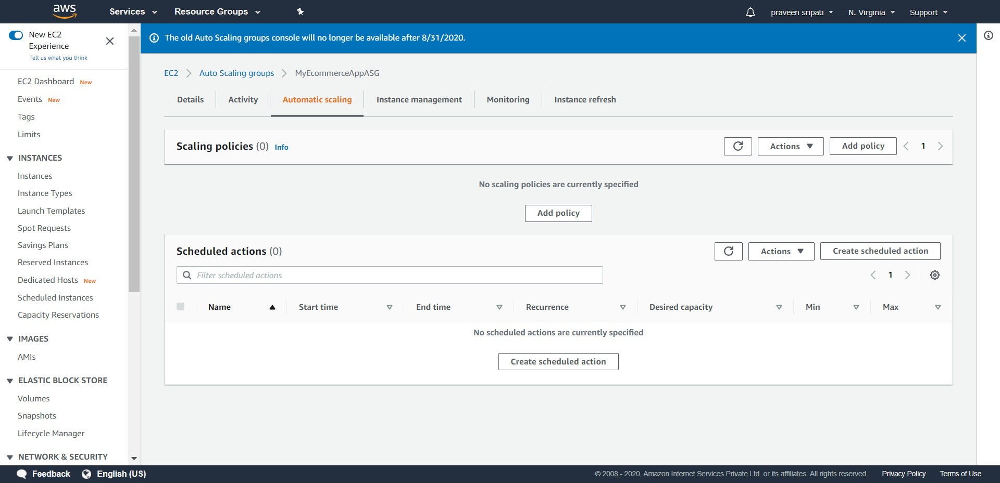 aws Services Resource Groups praveen sripati N. Virginia Support
New EC2
Experience
Tell us what you think
The old Auto Scaling groups console will no longer be available after 8/31/2020.
EC2 Dashboard New
Events New
Tags
Limits
INSTANCES
Instances
Instance Types
Launch Templates
Spot Requests
Savings Plans
Reserved Instances
Dedicated Hosts New
Scheduled Instances
Capacity Reservations
IMAGES
AMIs
ELASTIC BLOCK STORE
Volumes
Snapshots
Lifecycle Manager
NETWORK & SECURITY
EC2 Auto Scaling groups MyEcommerceAppASG
Details Activity Automatic scaling Instance management Monitoring Instance refresh
Scaling policies (0) Info Actions Add policy 1
No scaling policies are currently specified
Add policy
Scheduled actions (0) Actions Create scheduled action
Filter scheduled actions 1
Name Start time End time Recurrence Desired capacity Min Max
No scheduled actions are currently specified
Create scheduled action
Feedback English (US) © 2008 - 2020, Amazon Internet Services Private Ltd. or its affiliates. All rights reserved. Privacy Policy Terms of Use